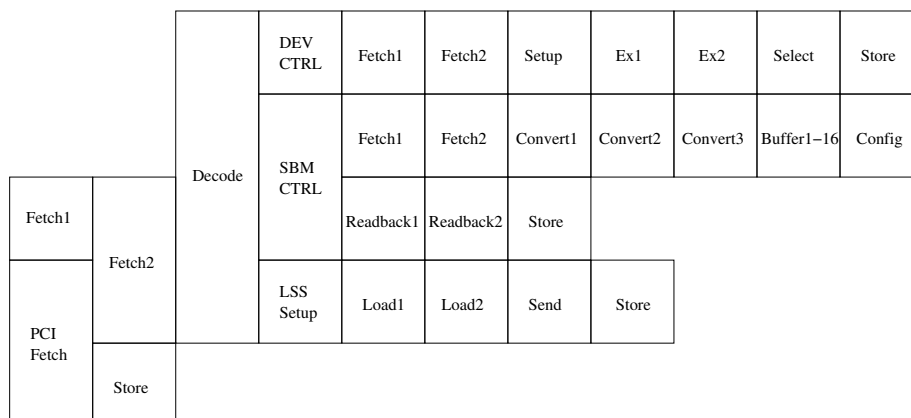 DEV
CTRL
Fetch1
Fetch2
Setup
Ex1
Ex2
Select
Store
Decode
SBM
CTRL
Fetch1
Fetch2
Convert1
Convert2
Convert3
Buffer1−16
Config
Readback1
Readback2
Store
Fetch1
Fetch2
LSS
Setup
Load1
Load2
Send
Store
PCI
Fetch
Store